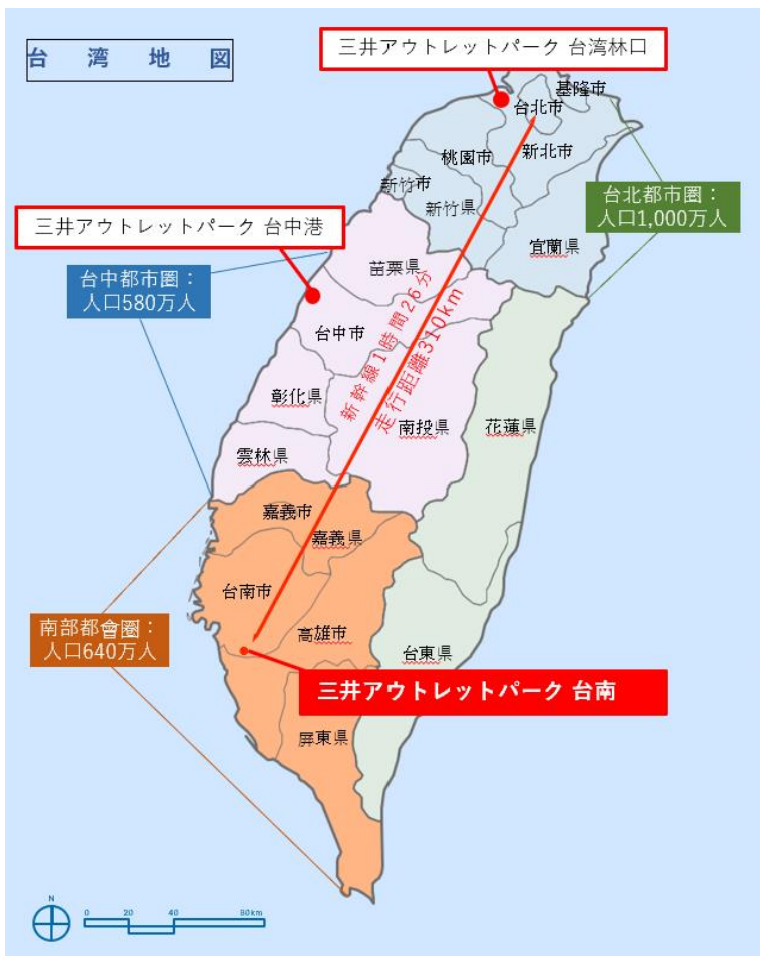 台湾地図
三井アウトレットパーク 台湾林口
基隆市
台北市
桃園市
新北市
新竹市
新竹県
台北都市圏：
人口1,000万人
三井アウトレットパーク 台中港
宜蘭県
苗栗県
台中都市圏：
人口580万人
新幹線1時間26分
走行距離310km
台中市
彰化県
南投県
花蓮県
雲林県
嘉義市
嘉義県
台南市
南部都會圏：
人口640万人
高雄市
台東県
三井アウトレットパーク 台南
屏東県
N
0 20 40 80km